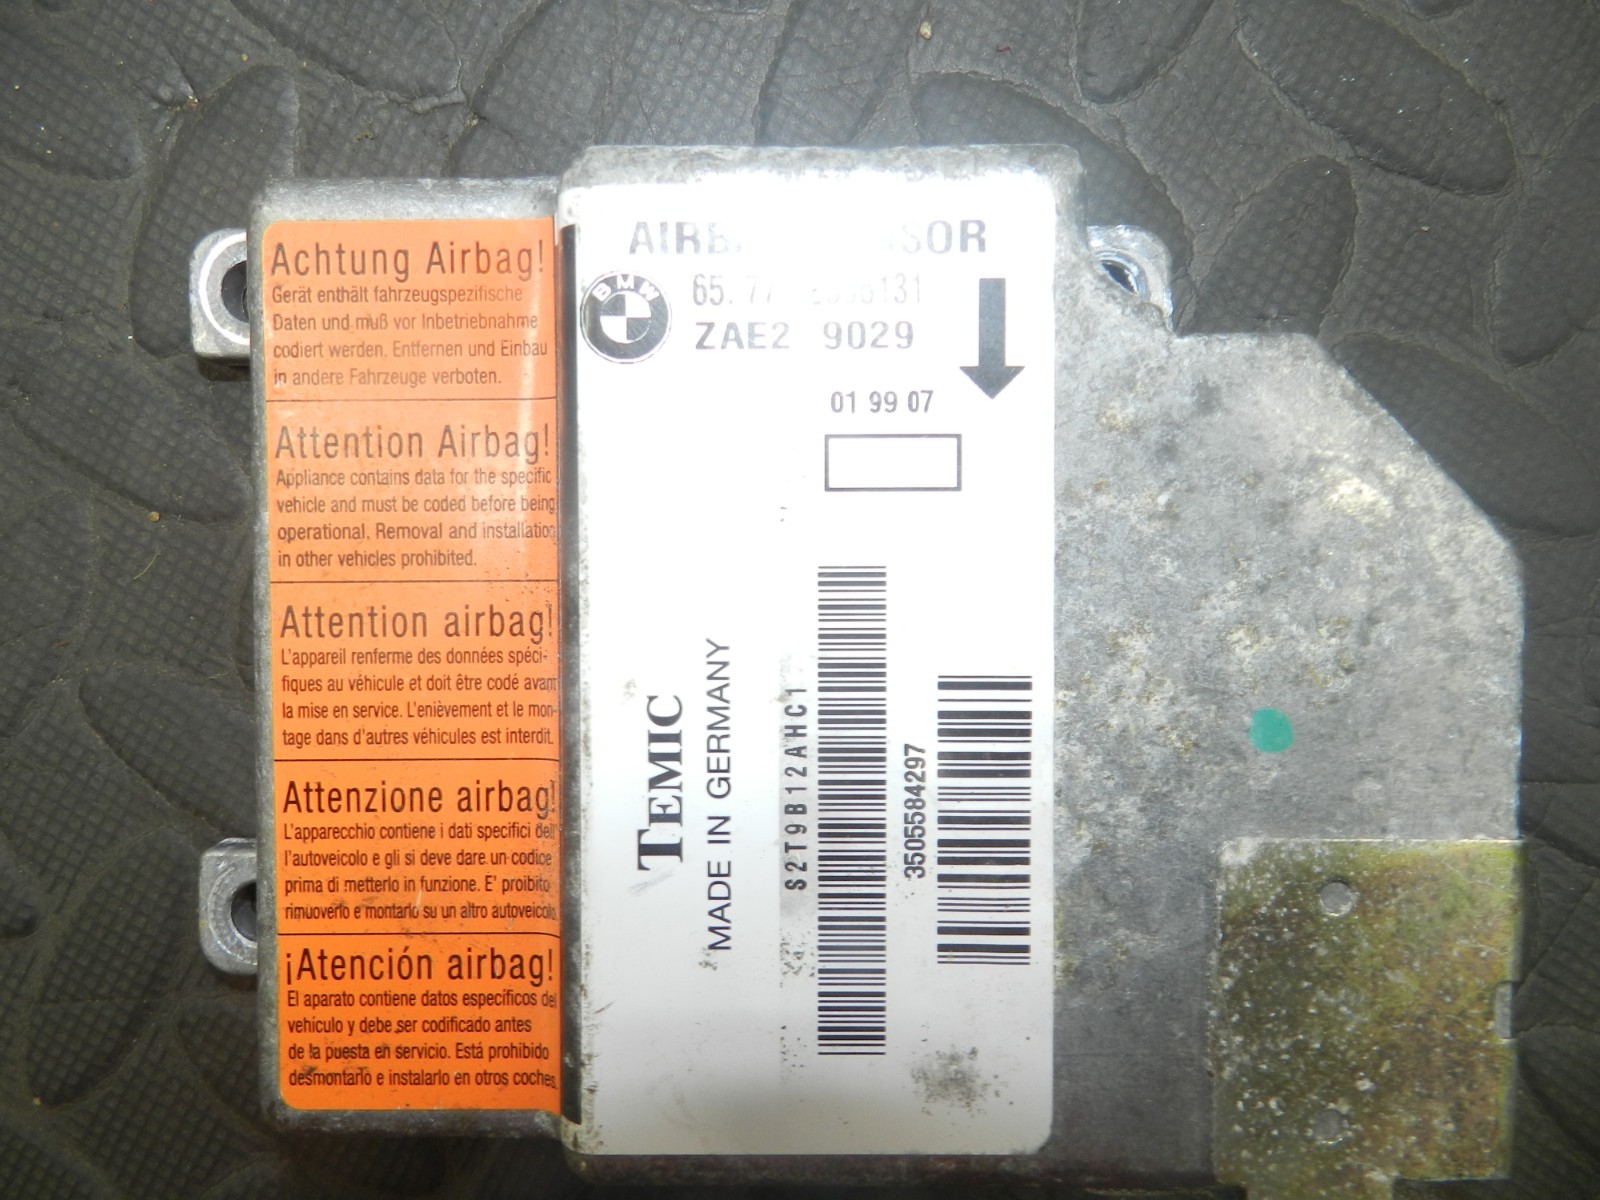 Achtung Airbag!
Gerät enthält fahrzeugspezifische
Daten und muß vor Inbetriebnahme
codiert werden. Entfernen und Einbau
in andere Fahrzeuge verboten.
Attention Airbag!
Appliance contains data for the specific
vehicle and must be coded before being
operational. Removal and installation
in other vehicles prohibited.
Attention airbag!
L'appareil renferme des données spéci-
fiques au véhicule et doit être codé avant
la mise en service. L'enièvement et le mon-
tage dans d'autres véhicules est interdit.
Attenzione airbag!
L'apparecchio contiene i dati specifici dell'
l'autoveicolo e gli si deve dare un codice
prima di metterlo in funzione. E' proibito
rimuoverlo e montarlo su un altro autoveicolo.
¡Atención airbag!
El aparato contiene datos específicos del
vehículo y debe ser codificado antes
de la puesta en servicio. Está prohibido
desmontarlo e instalarlo en otros coches.
BMW
65.77
ZAE2 9029
01 99 07
TEMIC
MADE IN GERMANY
S2T9B12AHC1
3505584297